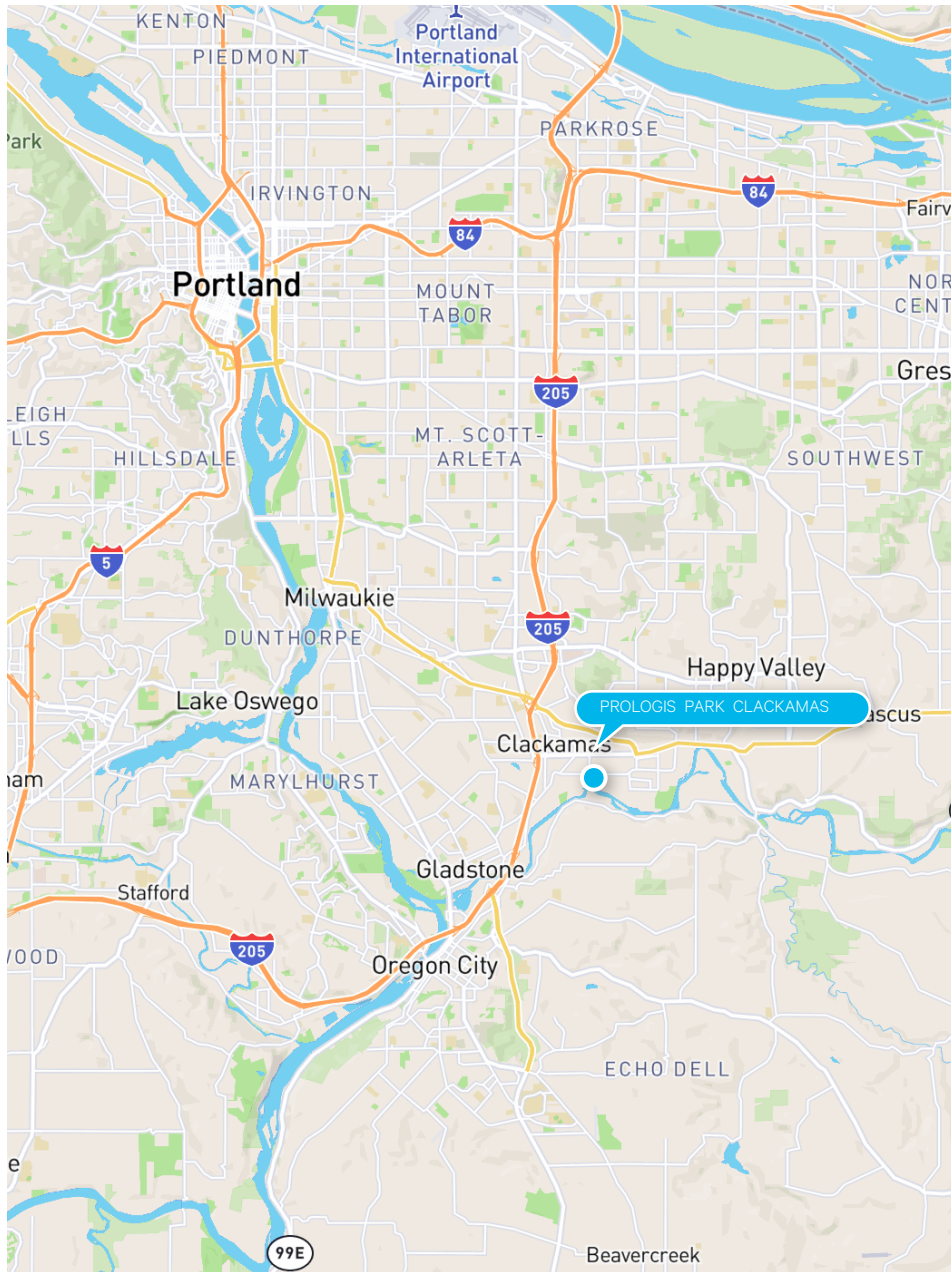 KENTON
PIEDMONT
Portland
International
Airport
PARKROSE
Park
IRVINGTON
84
84
Fairv
Portland
MOUNT
TABOR
NOR
CENT
205
Gres
LEIGH
LLS
HILLSDALE
MT. SCOTT-
ARLETA
SOUTHWEST
5
Milwaukie
205
DUNTHORPE
Happy Valley
Lake Oswego
PROLOGIS PARK CLACKAMAS
ascus
Clackamas
ham
MARYLHURST
Gladstone
Stafford
205
WOOD
Oregon City
ECHO DELL
e
99E
Beavercreek